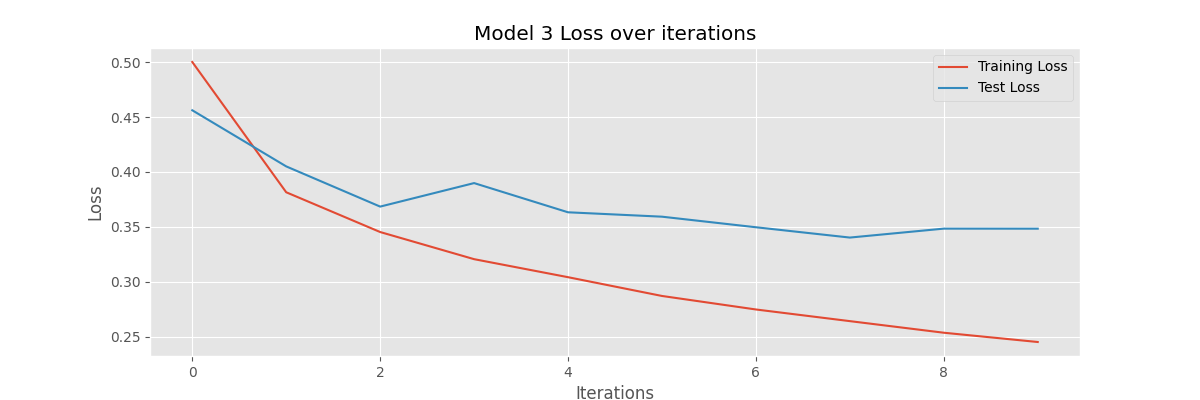 Model 3 Loss over iterations
Training Loss
Test Loss
0.50
0.45
0.40
0.35
0.30
0.25
Loss
0 2 4 6 8
Iterations